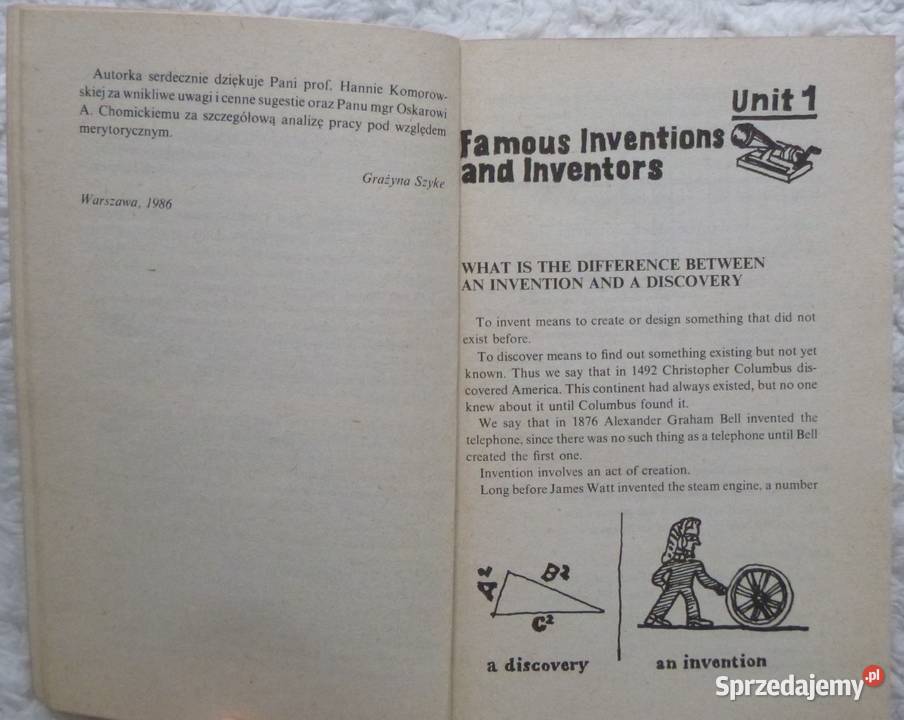 Autorka serdecznie dziękuje Pani prof. Hannie Komorow-
skiej za wnikliwe uwagi i cenne sugestie oraz Panu mgr Oskarowi
A. Chomickiemu za szczegółową analizę pracy pod względem
merytorycznym.
Grażyna Szyke
Warszawa, 1986
Unit 1
Famous Inventions
and Inventors
WHAT IS THE DIFFERENCE BETWEEN
AN INVENTION AND A DISCOVERY
To invent means to create or design something that did not
exist before.
To discover means to find out something existing but not yet
known. Thus we say that in 1492 Christopher Columbus dis-
covered America. This continent had always existed, but no one
knew about it until Columbus found it.
We say that in 1876 Alexander Graham Bell invented the
telephone, since there was no such thing as a telephone until Bell
created the first one.
Invention involves an act of creation.
Long before James Watt invented the steam engine, a number
A²
B²
C²
a discovery
an invention
Sprzedajemy.pl